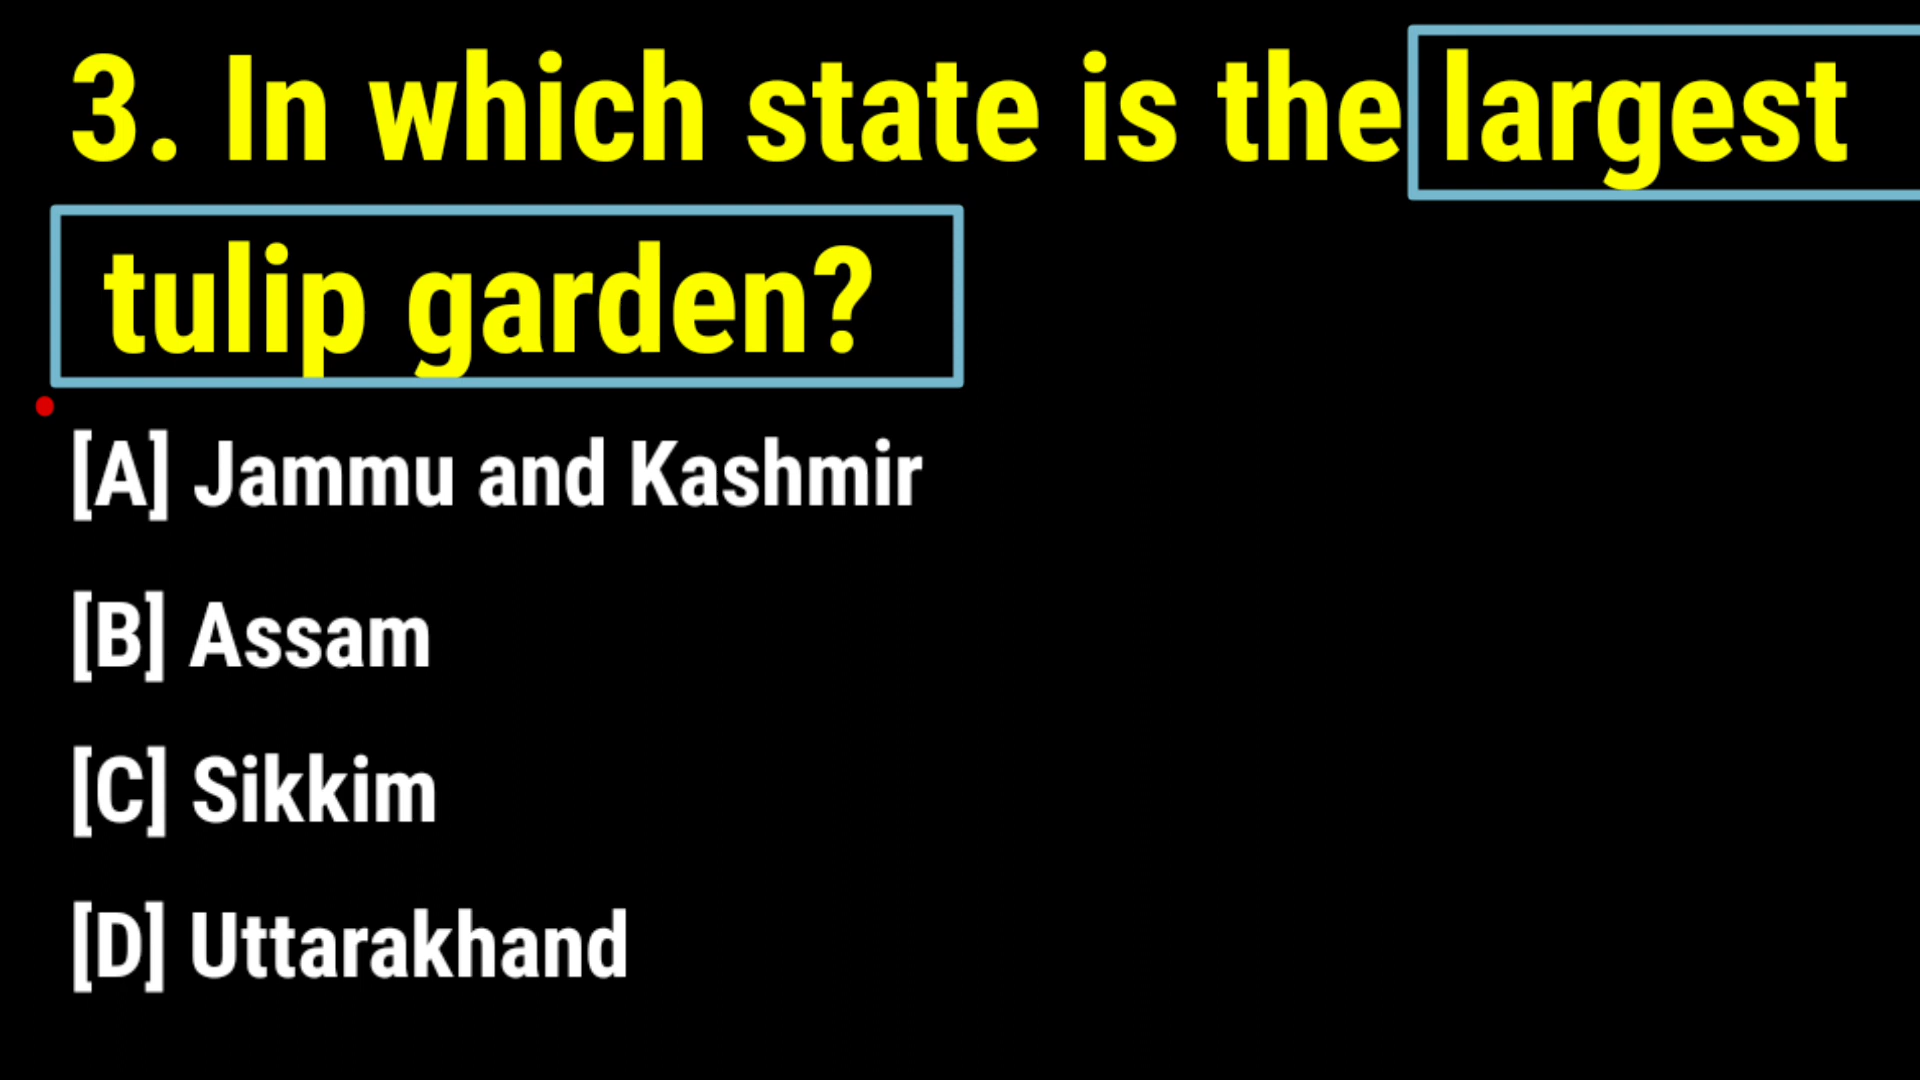 3. In which state is the largest
tulip garden?
[A] Jammu and Kashmir
[B] Assam
[C] Sikkim
[D] Uttarakhand